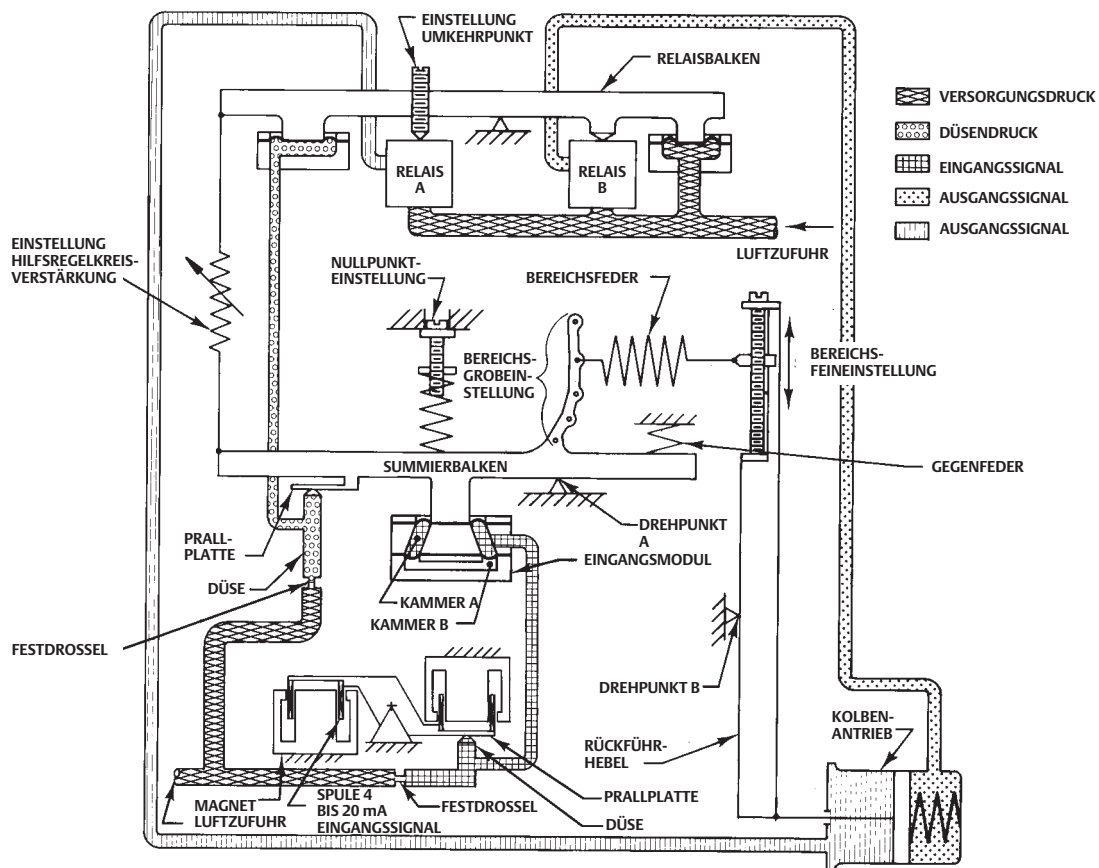 EINSTELLUNG
UMKEHRPUNKT
RELAISBALKEN
VERSORGUNGSDRUCK
DÜSENDRUCK
EINGANGSSIGNAL
AUSGANGSSIGNAL
AUSGANGSSIGNAL
RELAIS
A
RELAIS
B
LUFTZUFUHR
EINSTELLUNG
HILFSREGELKREIS-
VERSTÄRKUNG
NULLPUNKT-
EINSTELLUNG
BEREICHSFEDER
BEREICHS-
GROBEIN-
STELLUNG
BEREICHS-
FEINEINSTELLUNG
SUMMIERBALKEN
GEGENFEDER
PRALL-
PLATTE
DREHPUNKT
A
EINGANGSMODUL
DÜSE
KAMMER A
KAMMER B
FESTDROSSEL
DREHPUNKT B
KOLBEN-
ANTRIEB
RÜCKFÜHR-
HEBEL
PRALLPLATTE
MAGNET
LUFTZUFUHR
SPULE 4
BIS 20 mA
EINGANGSSIGNAL
FESTDROSSEL
DÜSE